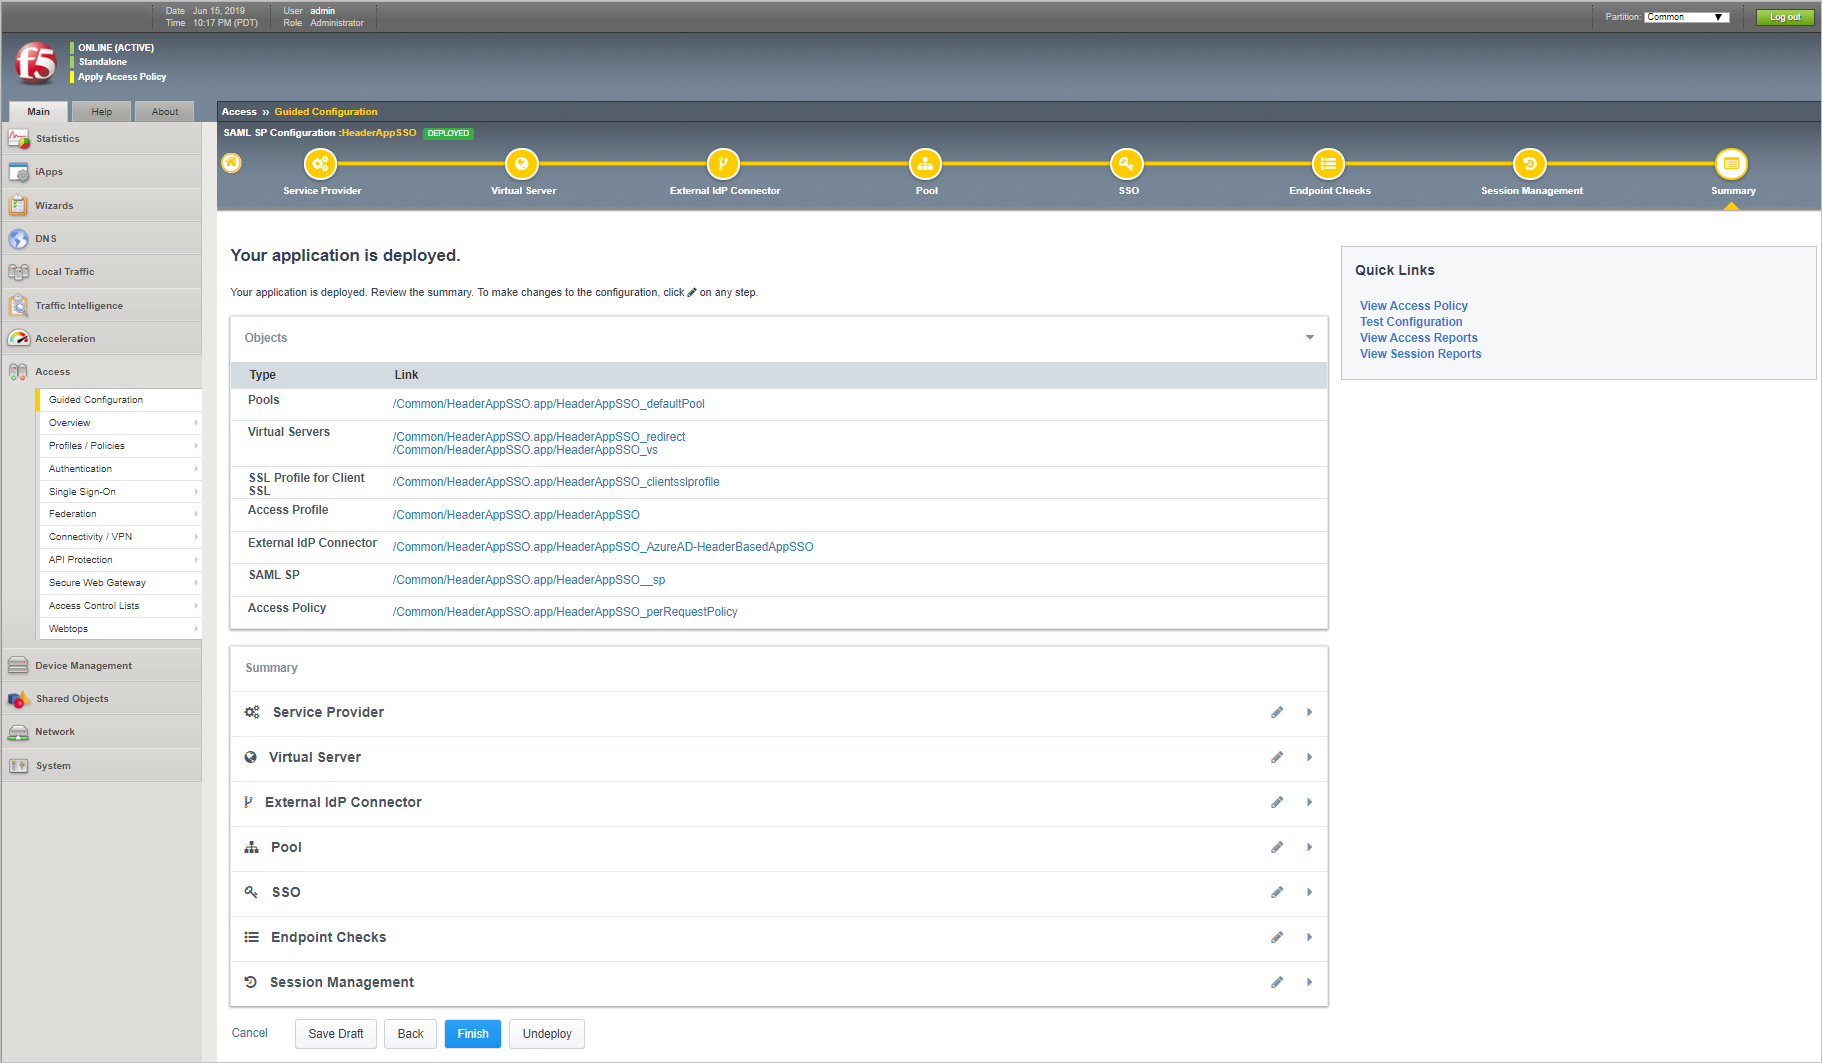 Date Jun 15, 2019
Time 10:17 PM (PDT)
User admin
Role Administrator
Partition: Common
Log out
f5
ONLINE (ACTIVE)
Standalone
Apply Access Policy
Main
Help
About
Access ›› Guided Configuration
SAML SP Configuration :HeaderAppSSO DEPLOYED
Service Provider
Virtual Server
External IdP Connector
Pool
SSO
Endpoint Checks
Session Management
Summary
Statistics
iApps
Wizards
DNS
Local Traffic
Traffic Intelligence
Acceleration
Access
Guided Configuration
Overview
Profiles / Policies
Authentication
Single Sign-On
Federation
Connectivity / VPN
API Protection
Secure Web Gateway
Access Control Lists
Webtops
Device Management
Shared Objects
Network
System
Your application is deployed.
Your application is deployed. Review the summary. To make changes to the configuration, click on any step.
Objects
Type Link
Pools /Common/HeaderAppSSO.app/HeaderAppSSO_defaultPool
Virtual Servers /Common/HeaderAppSSO.app/HeaderAppSSO_redirect
/Common/HeaderAppSSO.app/HeaderAppSSO_vs
SSL Profile for Client /Common/HeaderAppSSO.app/HeaderAppSSO_clientsslprofile
SSL
Access Profile /Common/HeaderAppSSO.app/HeaderAppSSO
External IdP Connector /Common/HeaderAppSSO.app/HeaderAppSSO_AzureAD-HeaderBasedAppSSO
SAML SP /Common/HeaderAppSSO.app/HeaderAppSSO__sp
Access Policy /Common/HeaderAppSSO.app/HeaderAppSSO_perRequestPolicy
Summary
Service Provider
Virtual Server
External IdP Connector
Pool
SSO
Endpoint Checks
Session Management
Cancel
Save Draft
Back
Finish
Undeploy
Quick Links
View Access Policy
Test Configuration
View Access Reports
View Session Reports